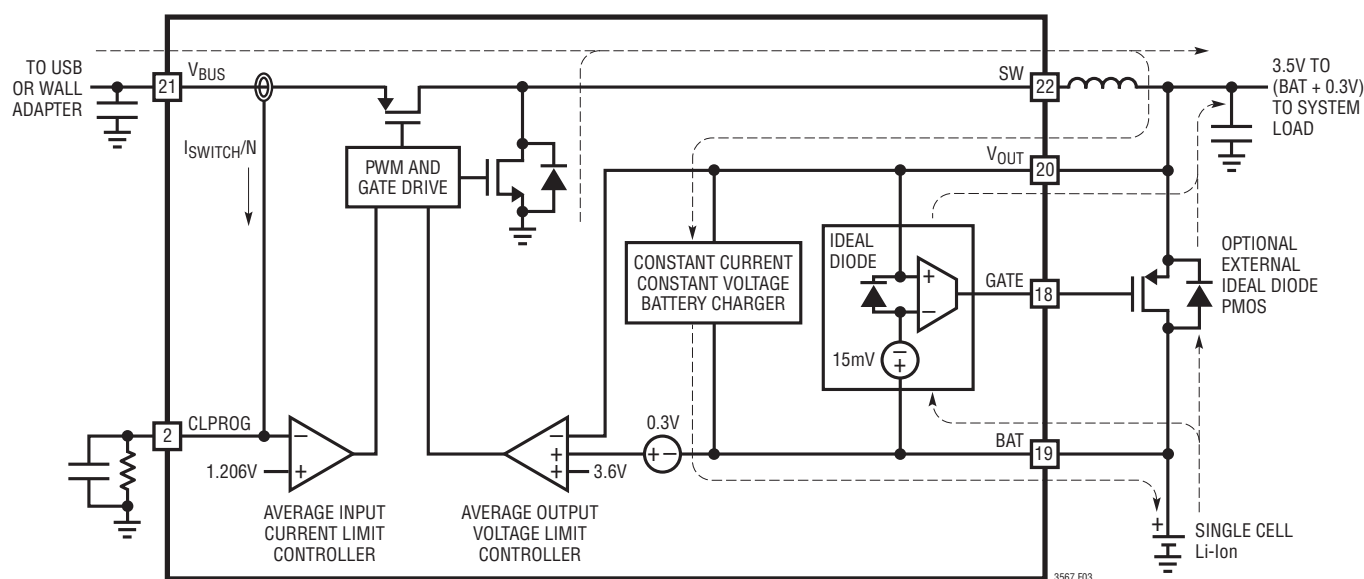 TO USB
OR WALL
ADAPTER
21
VBUS
SW
22
3.5V TO
(BAT + 0.3V)
TO SYSTEM
LOAD
ISWITCH/N
PWM AND
GATE DRIVE
VOUT
20
CONSTANT CURRENT
CONSTANT VOLTAGE
BATTERY CHARGER
IDEAL
DIODE
+
−
15mV
−
+
GATE
18
OPTIONAL
EXTERNAL
IDEAL DIODE
PMOS
2
CLPROG
−
1.206V
+
AVERAGE INPUT
CURRENT LIMIT
CONTROLLER
−
+
+
3.6V
0.3V
+ −
AVERAGE OUTPUT
VOLTAGE LIMIT
CONTROLLER
BAT
19
+
SINGLE CELL
Li-Ion
3567 F03